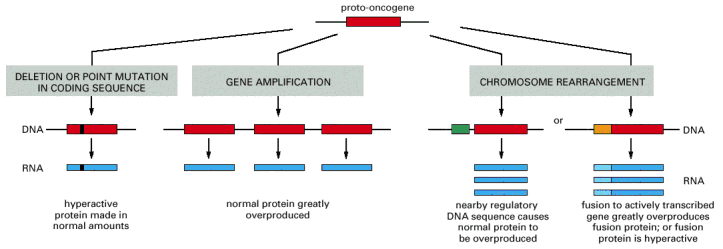 proto-oncogene
DELETION OR POINT MUTATION
IN CODING SEQUENCE
GENE AMPLIFICATION
CHROMOSOME REARRANGEMENT
DNA
or
DNA
RNA
RNA
hyperactive
protein made in
normal amounts
normal protein greatly
overproduced
nearby regulatory
DNA sequence causes
normal protein to
be overproduced
fusion to actively transcribed
gene greatly overproduces
fusion protein; or fusion
protein is hyperactive